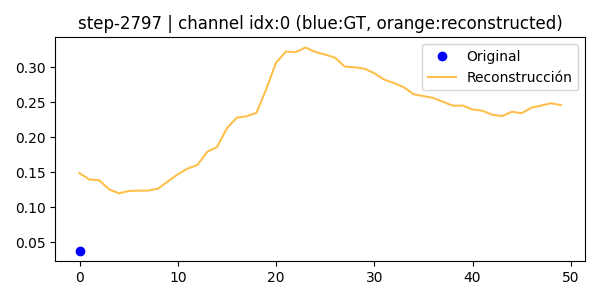 step-2797 | channel idx:0 (blue:GT, orange:reconstructed)
Original
Reconstrucción
0.30
0.25
0.20
0.15
0.10
0.05
0 10 20 30 40 50